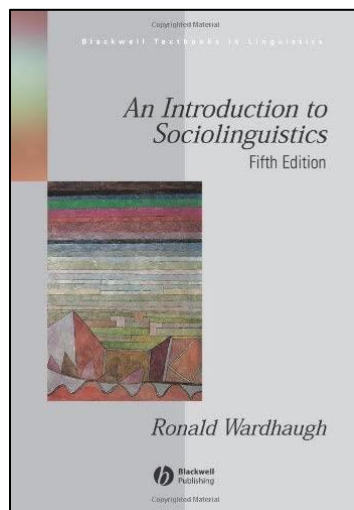 Copyrighted Material
Blackwell Textbooks in Linguistics
An Introduction to
Sociolinguistics
Fifth Edition
Ronald Wardhaugh
b
Blackwell
Publishing
Copyrighted Material